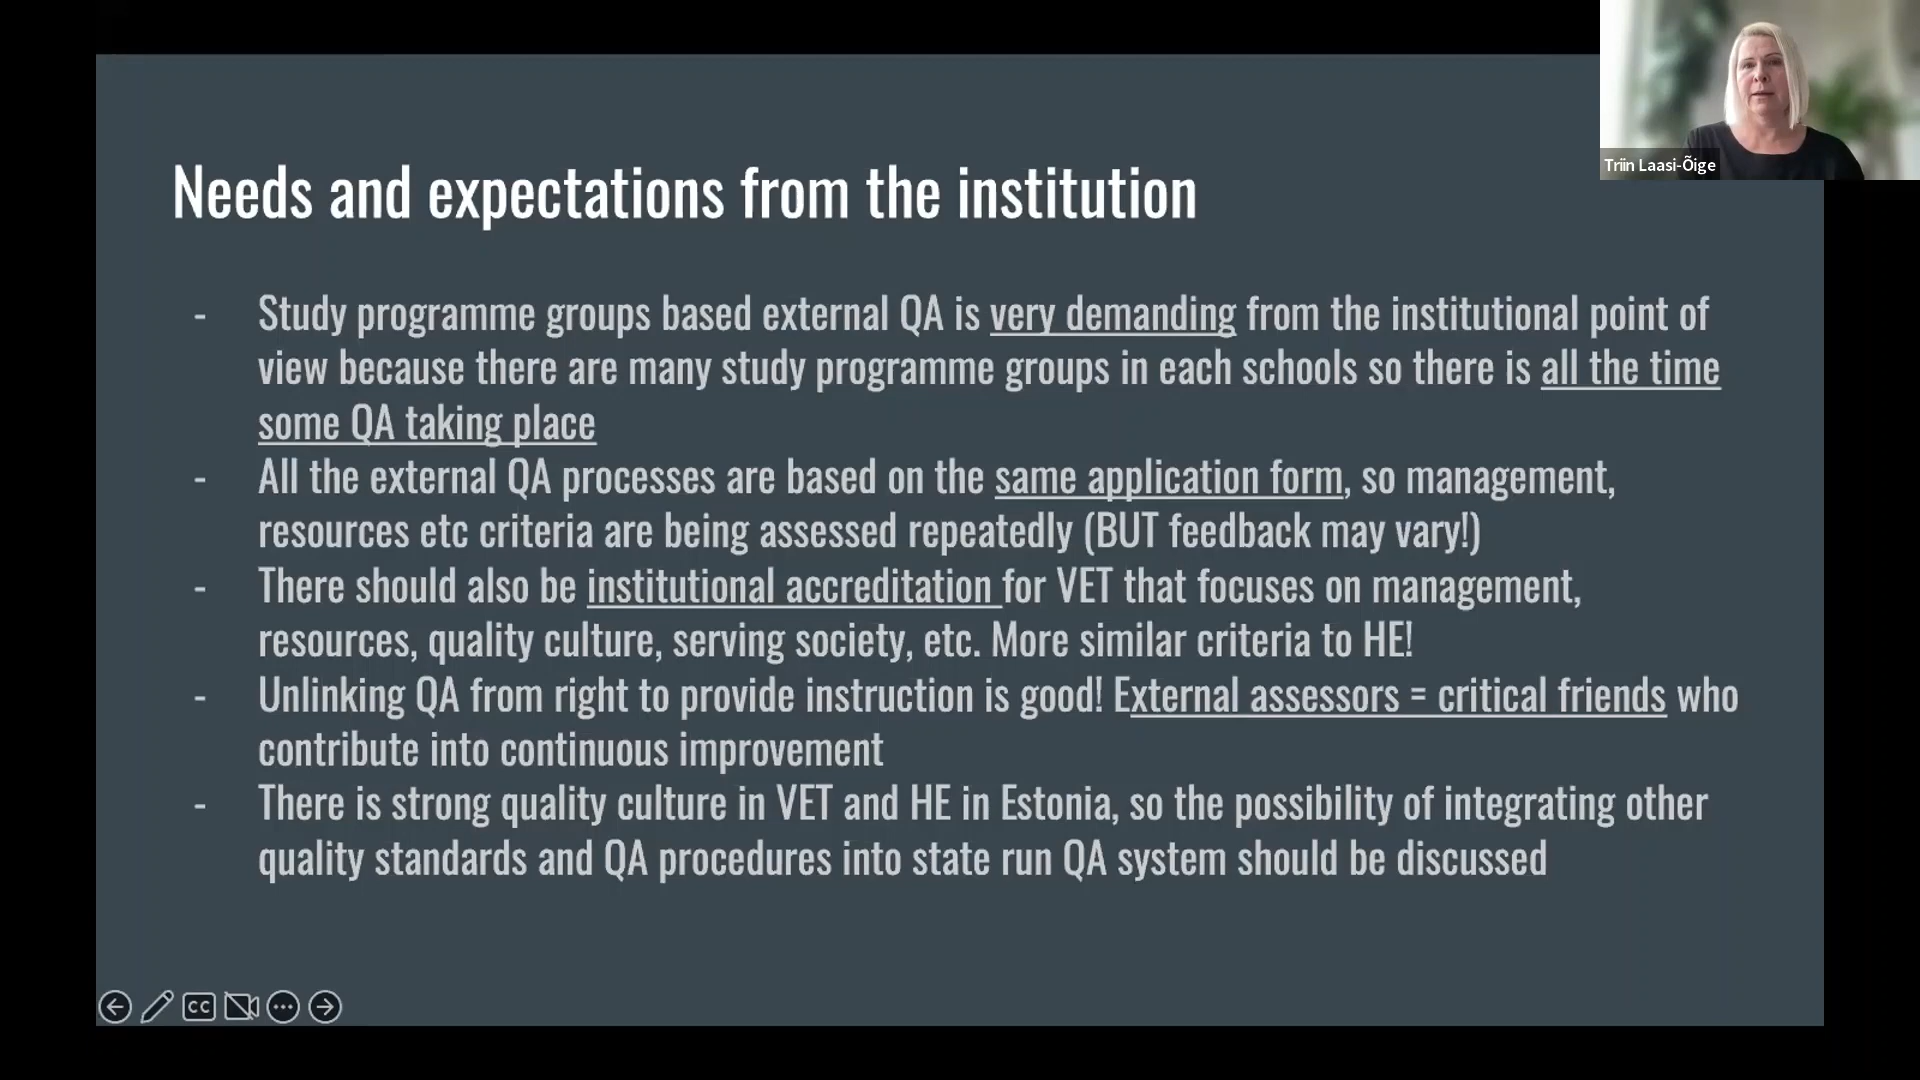 Triin Laasi-Õige
Needs and expectations from the institution
- Study programme groups based external QA is very demanding from the institutional point of
view because there are many study programme groups in each schools so there is all the time
some QA taking place
- All the external QA processes are based on the same application form, so management,
resources etc criteria are being assessed repeatedly (BUT feedback may vary!)
- There should also be institutional accreditation for VET that focuses on management,
resources, quality culture, serving society, etc. More similar criteria to HE!
- Unlinking QA from right to provide instruction is good! External assessors = critical friends who
contribute into continuous improvement
- There is strong quality culture in VET and HE in Estonia, so the possibility of integrating other
quality standards and QA procedures into state run QA system should be discussed
CC